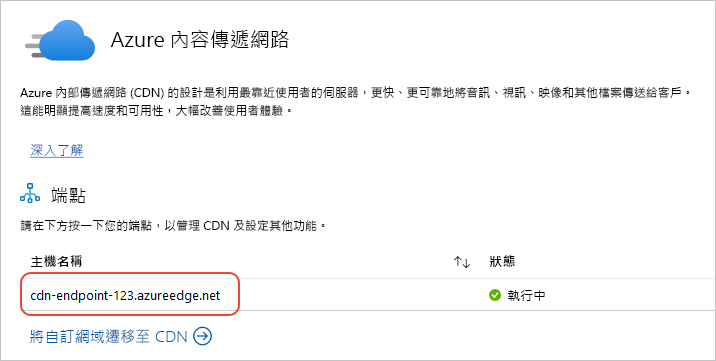 Azure 內容傳遞網路
Azure 內部傳遞網路 (CDN) 的設計是利用最靠近使用者的伺服器，更快、更可靠地將音訊、視訊、映像和其他檔案傳送給客戶。
這能明顯提高速度和可用性，大幅改善使用者體驗。
深入了解
端點
請在下方按一下您的端點，以管理 CDN 及設定其他功能。
主機名稱 ↑↓ 狀態
cdn-endpoint-123.azureedge.net 執行中
將自訂網域遷移至 CDN